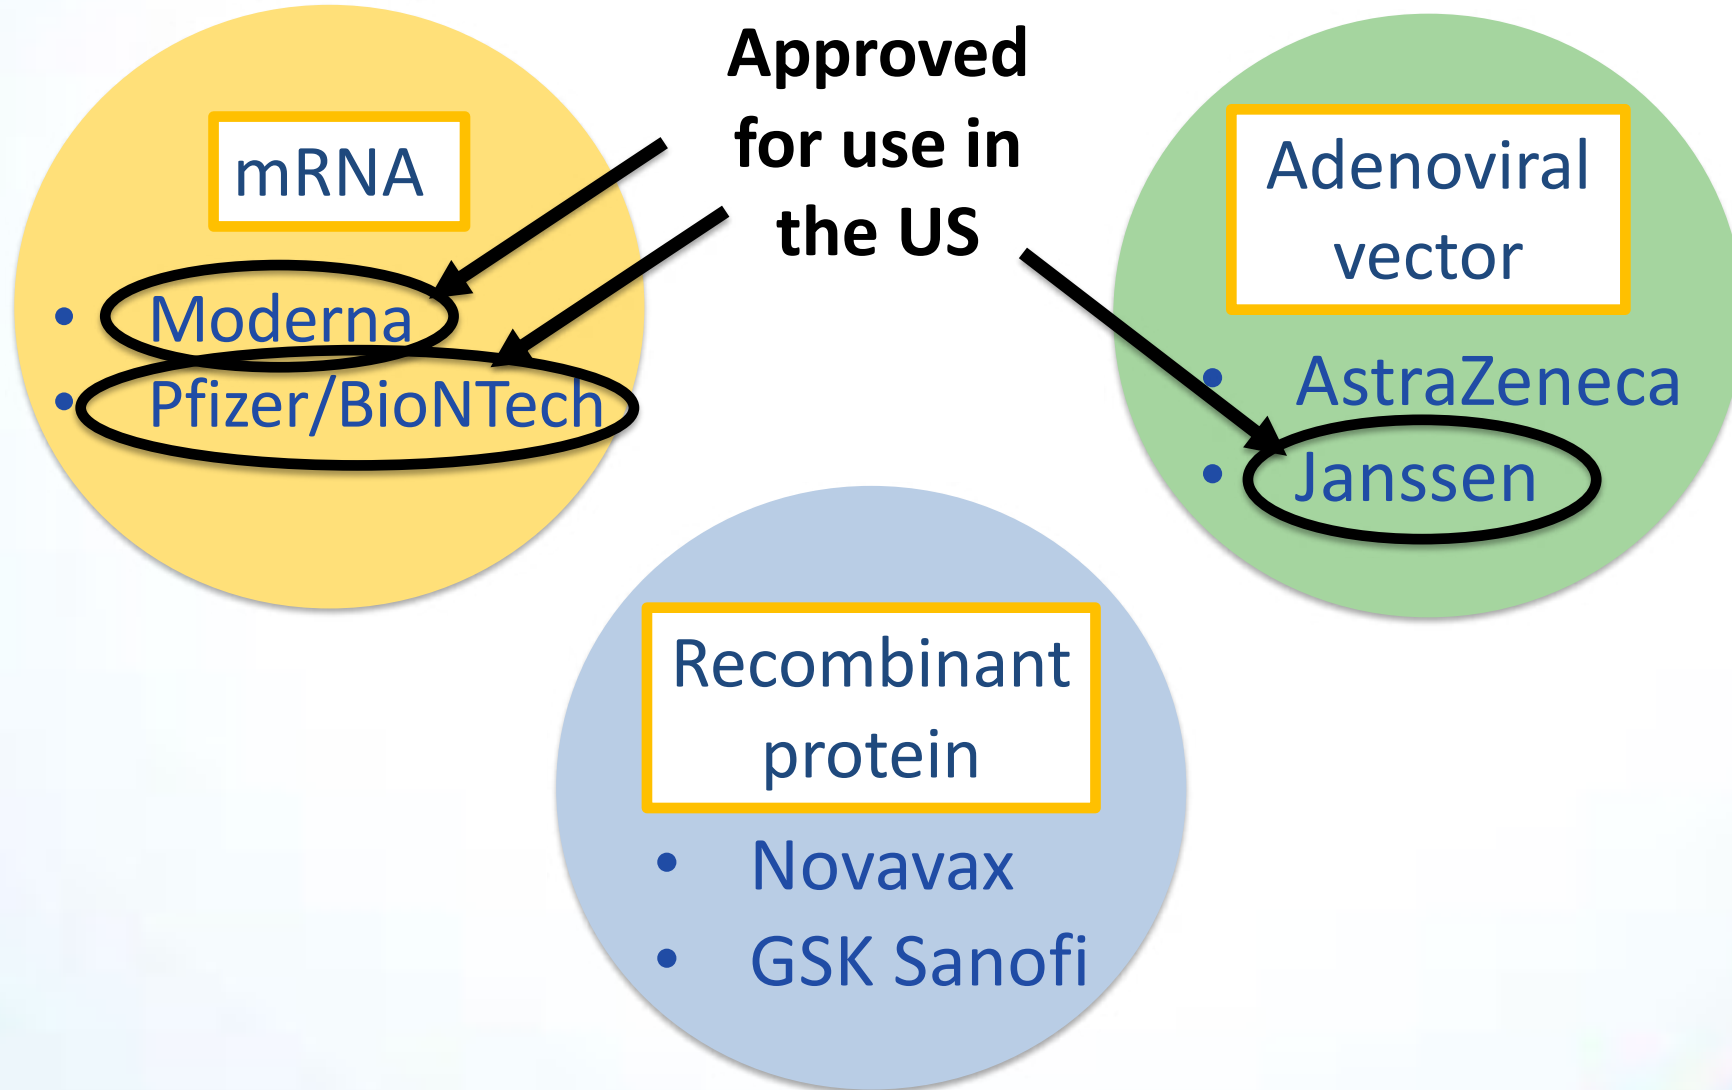 Approved
for use in
the US
mRNA
• Moderna
• Pfizer/BioNTech
Adenoviral
vector
• AstraZeneca
• Janssen
Recombinant
protein
• Novavax
• GSK Sanofi